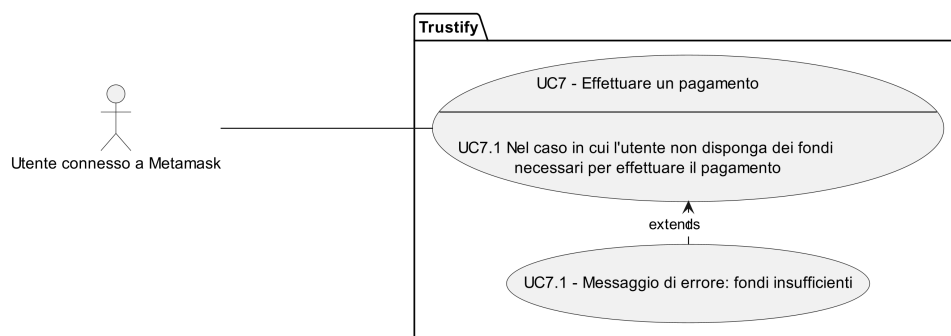 Trustify
UC7 - Effettuare un pagamento
Utente connesso a Metamask
UC7.1 Nel caso in cui l'utente non disponga dei fondi
necessari per effettuare il pagamento
extends
UC7.1 - Messaggio di errore: fondi insufficienti